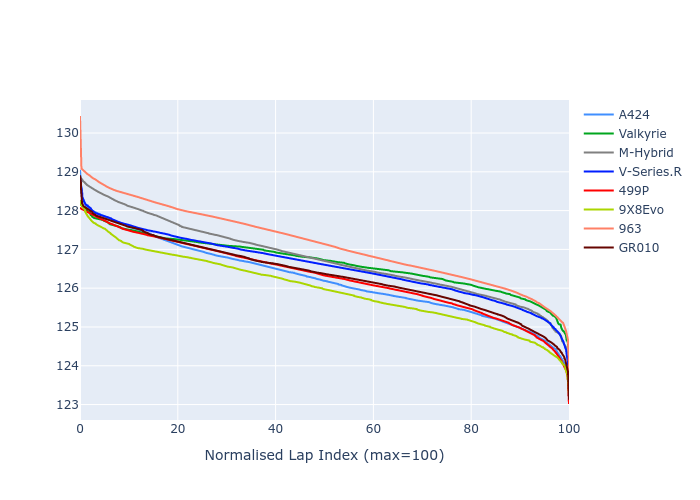 130
129
128
127
126
125
124
123
0
20
40
60
80
100
Normalised Lap Index (max=100)
A424
Valkyrie
M-Hybrid
V-Series.R
499P
9X8Evo
963
GR010